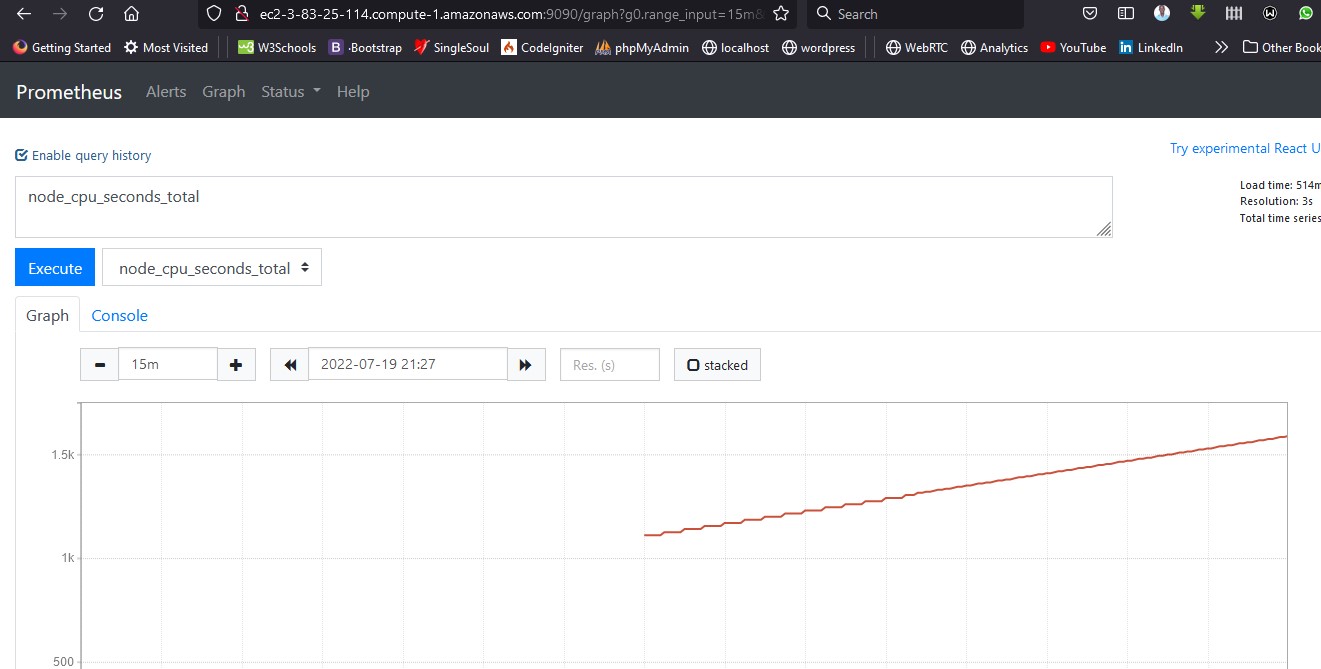 ec2-3-83-25-114.compute-1.amazonaws.com:9090/graph?g0.range_input=15m&
Search
Getting Started Most Visited W3Schools ·Bootstrap SingleSoul CodeIgniter phpMyAdmin localhost wordpress WebRTC Analytics YouTube LinkedIn Other Book
Prometheus Alerts Graph Status Help
Enable query history
Try experimental React U
node_cpu_seconds_total
Load time: 514m
Resolution: 3s
Total time series
Execute node_cpu_seconds_total
Graph Console
15m 2022-07-19 21:27 Res. (s) stacked
1.5k
1k
500